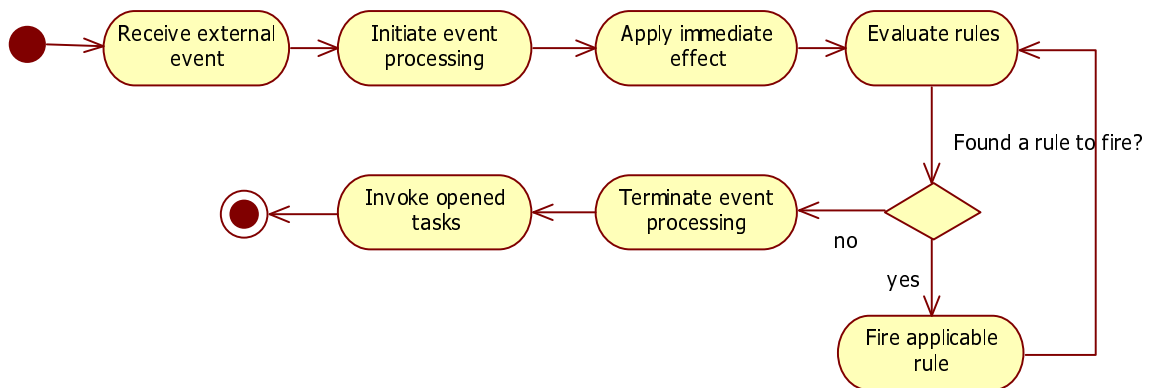 Receive external
event
Initiate event
processing
Apply immediate
effect
Evaluate rules
Found a rule to fire?
Invoke opened
tasks
Terminate event
processing
no
yes
Fire applicable
rule